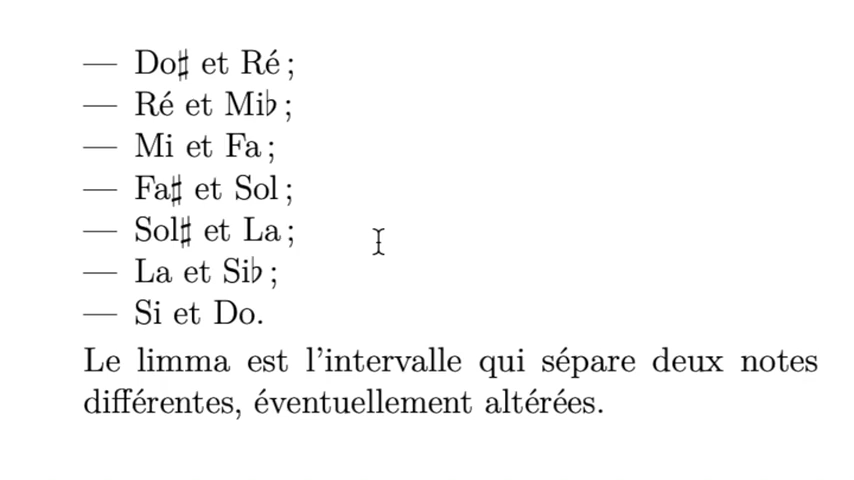 — Do♯ et Ré ;
— Ré et Mi♭ ;
— Mi et Fa ;
— Fa♯ et Sol ;
— Sol♯ et La ;
— La et Si♭ ;
— Si et Do.
Le limma est l'intervalle qui sépare deux notes
différentes, éventuellement altérées.